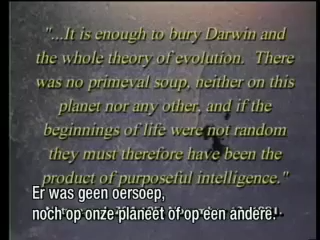 "...It is enough to bury Darwin and
the whole theory of evolution. There
was no primeval soup, neither on this
planet nor any other, and if the
beginnings of life were not random
they must therefore have been the
product of purposeful intelligence."
Er was geen oersoep,
noch op onze planeet of op een andere.